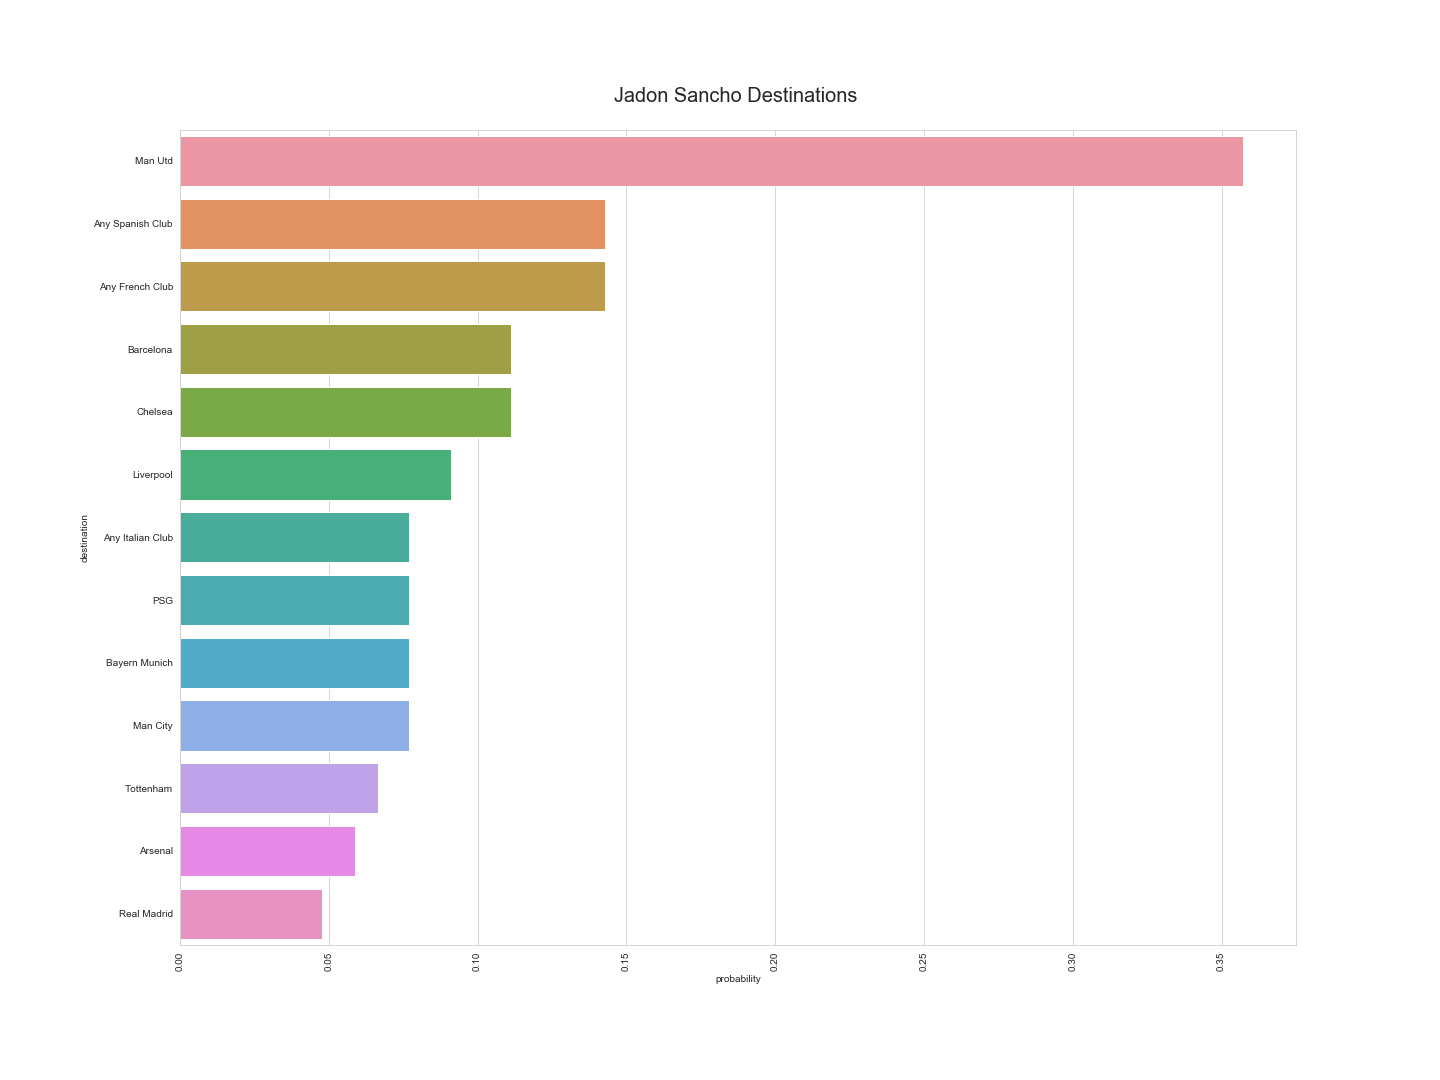 Jadon Sancho Destinations
Man Utd
Any Spanish Club
Any French Club
Barcelona
Chelsea
Liverpool
Any Italian Club
PSG
Bayern Munich
Man City
Tottenham
Arsenal
Real Madrid
destination
0.00 0.05 0.10 0.15 0.20 0.25 0.30 0.35
probability